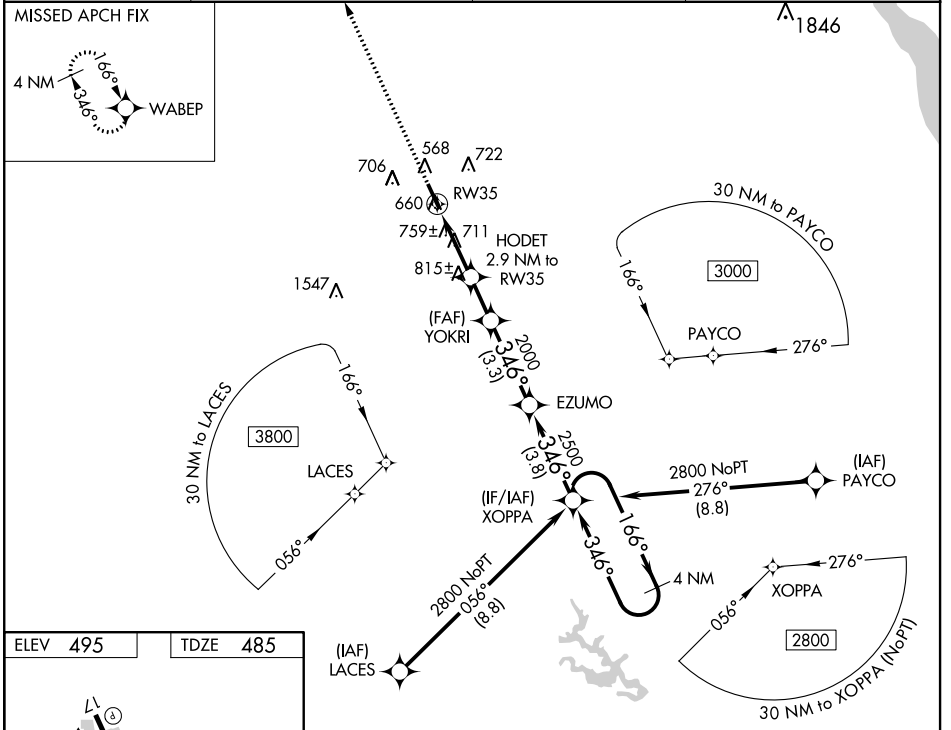 MISSED APCH FIX
4 NM
166°
346°
WABEP
1846
568
722
706
660
RW35
759±
711
HODET
2.9 NM to
RW35
815±
1547
(FAF)
YOKRI
2000
346°
(3.3)
EZUMO
2500
346°
(3.8)
30 NM to PAYCO
3000
166°
PAYCO
276°
30 NM to LACES
3800
166°
LACES
056°
(IF/IAF)
XOPPA
2800 NoPT
276°
(8.8)
(IAF)
PAYCO
166°
346°
4 NM
2800 NoPT
056°
(8.8)
(IAF)
LACES
276°
XOPPA
056°
2800
30 NM to XOPPA (NoPT)
ELEV 495
TDZE 485
17
P